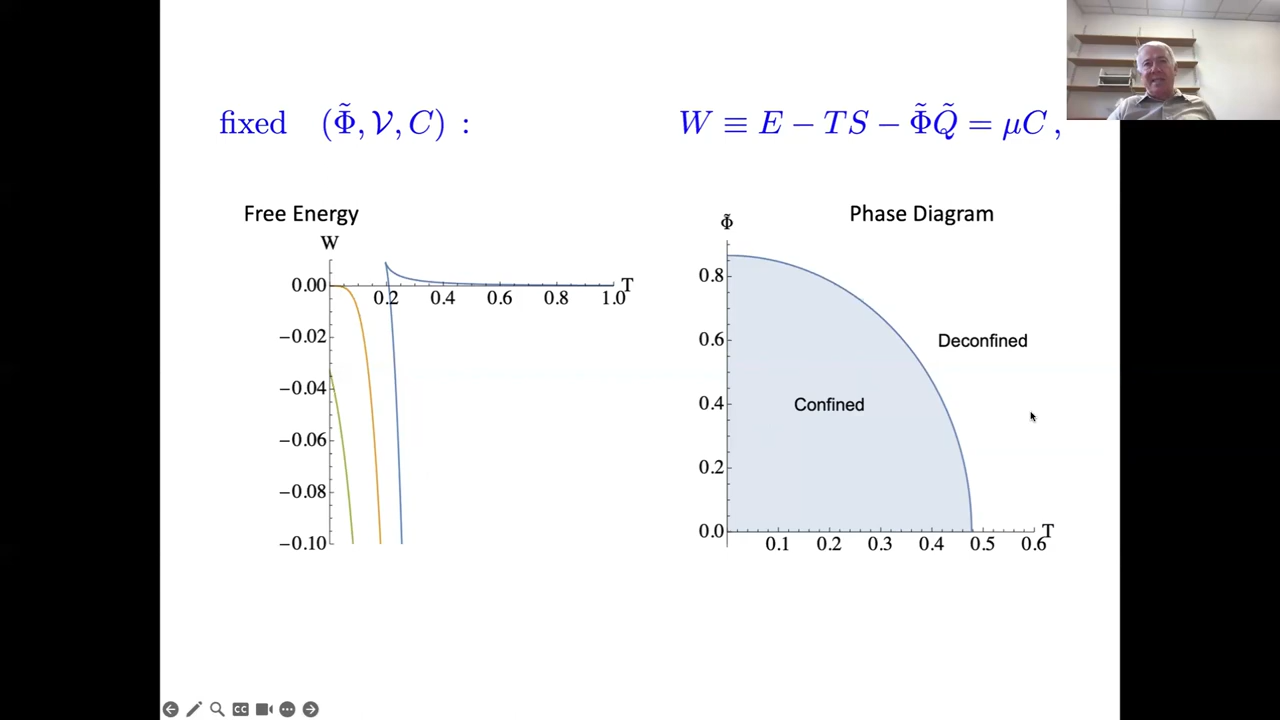 fixed (Φ̃, 𝒱, C) :
W ≡ E − TS − Φ̃Q̃ = μC ,
Free Energy
W
0.00
−0.02
−0.04
−0.06
−0.08
−0.10
0.2 0.4 0.6 0.8 1.0 T
Phase Diagram
Φ̃
0.8
0.6
0.4
0.2
0.0
Deconfined
Confined
0.1 0.2 0.3 0.4 0.5 0.6 T
CC